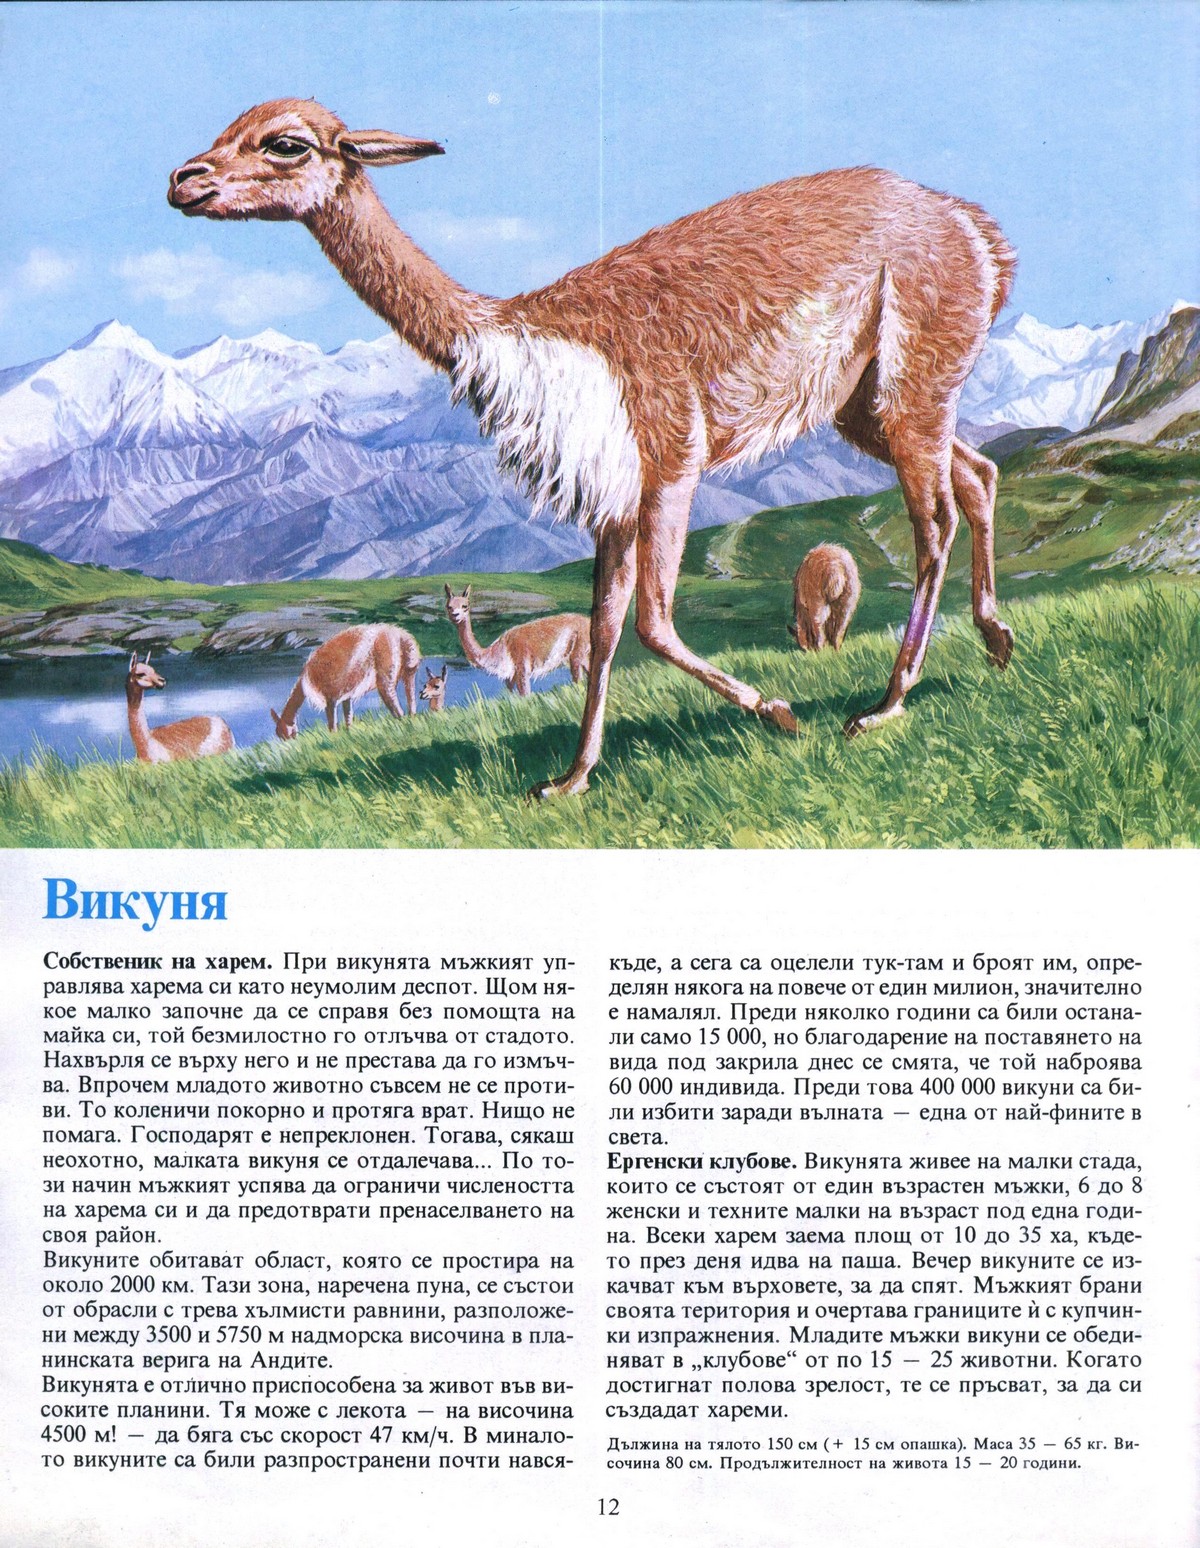 Викуня
Собственик на харем. При викунята мъжкият уп-
равлява харема си като неумолим деспот. Щом ня-
кое малко започне да се справя без помощта на
майка си, той безмилостно го отлъчва от стадото.
Нахвърля се върху него и не престава да го измъч-
ва. Впрочем младото животно съвсем не се проти-
ви. То коленичи покорно и протяга врат. Нищо не
помага. Господарят е непреклонен. Тогава, сякаш
неохотно, малката викуня се отдалечава... По то-
зи начин мъжкият успява да ограничи числеността
на харема си и да предотврати пренаселването на
своя район.
Викуните обитават област, която се простира на
около 2000 км. Тази зона, наречена пуна, се състои
от обрасли с трева хълмисти равнини, разположе-
ни между 3500 и 5750 м надморска височина в пла-
нинската верига на Андите.
Викунята е отлично приспособена за живот във ви-
соките планини. Тя може с лекота — на височина
4500 м! — да бяга със скорост 47 км/ч. В минало-
то викуните са били разпространени почти нався-
къде, а сега са оцелели тук-там и броят им, опре-
делян някога на повече от един милион, значително
е намалял. Преди няколко години са били остана-
ли само 15 000, но благодарение на поставянето на
вида под закрила днес се смята, че той наброява
60 000 индивида. Преди това 400 000 викуни са би-
ли избити заради вълната — една от най-фините в
света.
Ергенски клубове. Викунята живее на малки стада,
които се състоят от един възрастен мъжки, 6 до 8
женски и техните малки на възраст под една годи-
на. Всеки харем заема площ от 10 до 35 ха, къде-
то през деня идва на паша. Вечер викуните се из-
качват към върховете, за да спят. Мъжкият брани
своята територия и очертава границите ѝ с купчин-
ки изпражнения. Младите мъжки викуни се обеди-
няват в „клубове“ от по 15 — 25 животни. Когато
достигнат полова зрелост, те се пръсват, за да си
създадат хареми.
Дължина на тялото 150 см (+ 15 см опашка). Маса 35 — 65 кг. Ви-
сочина 80 см. Продължителност на живота 15 — 20 години.
12